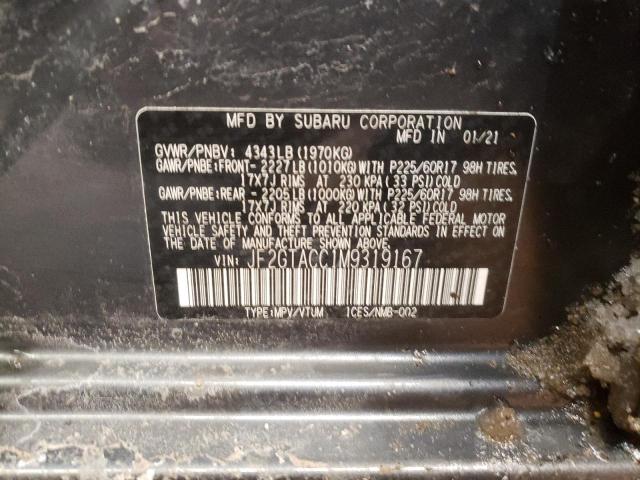 MFD BY SUBARU CORPORATION
MFD IN 01/21
GVWR/PNBV: 4343LB(1970KG)
GAWR/PNBE:FRONT- 2227LB(1010KG)WITH P225/60R17 98H TIRES,
17X7J RIMS AT 230 KPA(33 PSI)COLD
GAWR/PNBE:REAR -2205LB(1000KG)WITH P225/60R17 98H TIRES,
17X7J RIMS AT 220 KPA(32 PSI)COLD
THIS VEHICLE CONFORMS TO ALL APPLICABLE FEDERAL MOTOR
VEHICLE SAFETY AND THEFT PREVENTION STANDARDS IN EFFECT
ON THE DATE OF MANUFACTURE SHOWN ABOVE.
VIN: JF2GTACC1M9319167
TYPE:MPV/VTUM ICES/NMB-002